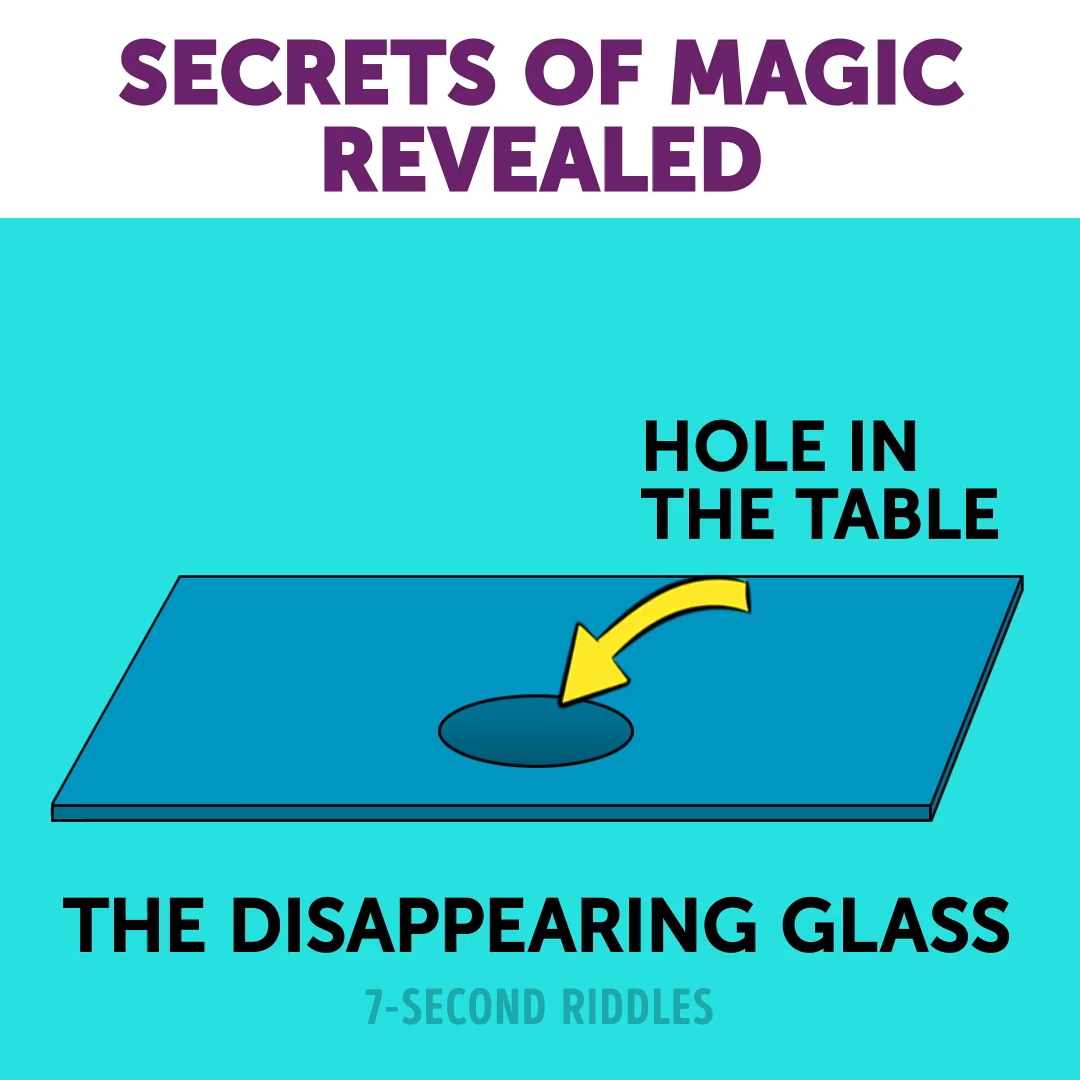 SECRETS OF MAGIC
REVEALED
HOLE IN
THE TABLE
THE DISAPPEARING GLASS
7-SECOND RIDDLES